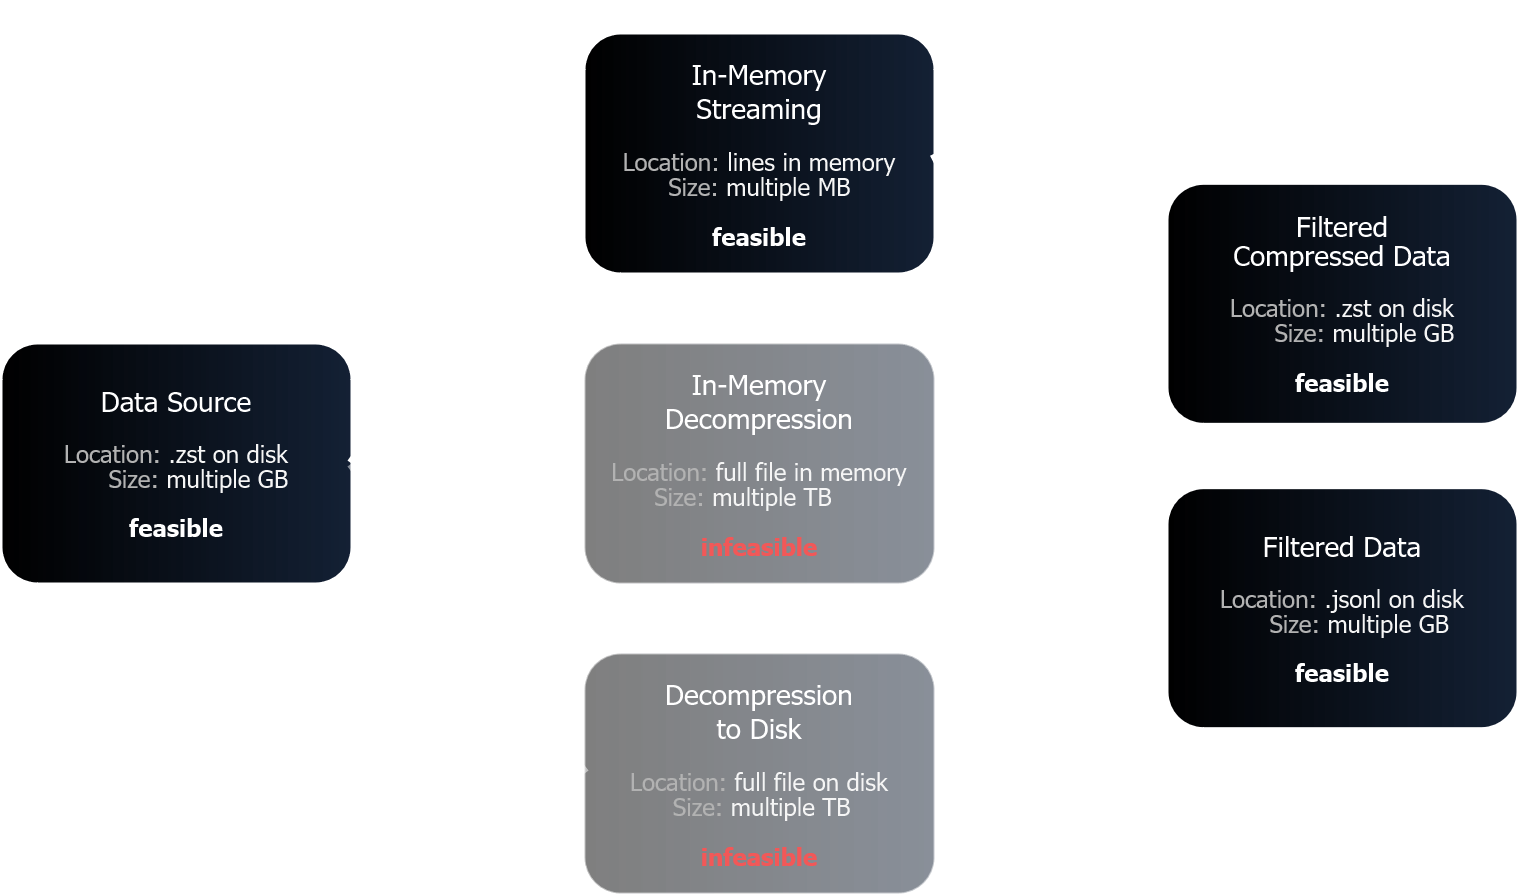 In-Memory
Streaming
Location: lines in memory
Size: multiple MB
feasible
Filtered
Compressed Data
Location: .zst on disk
Size: multiple GB
feasible
Data Source
Location: .zst on disk
Size: multiple GB
feasible
In-Memory
Decompression
Location: full file in memory
Size: multiple TB
infeasible
Filtered Data
Location: .jsonl on disk
Size: multiple GB
feasible
Decompression
to Disk
Location: full file on disk
Size: multiple TB
infeasible